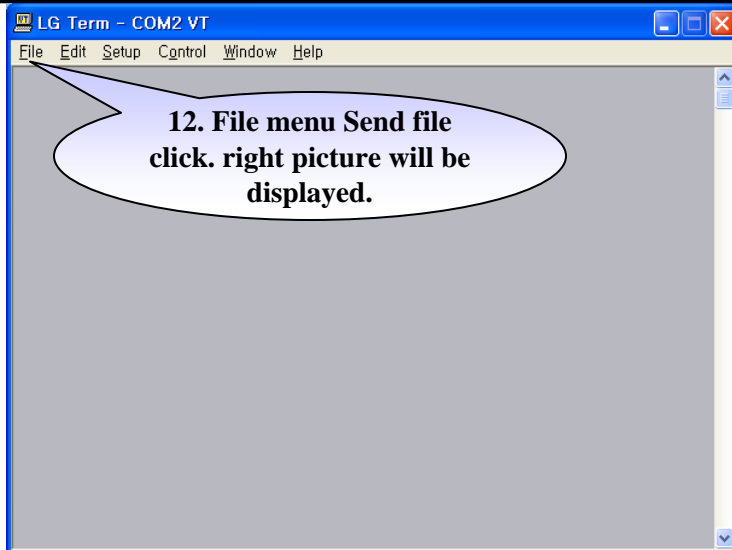 LG Term - COM2 VT
File Edit Setup Control Window Help
12. File menu Send file
click. right picture will be
displayed.